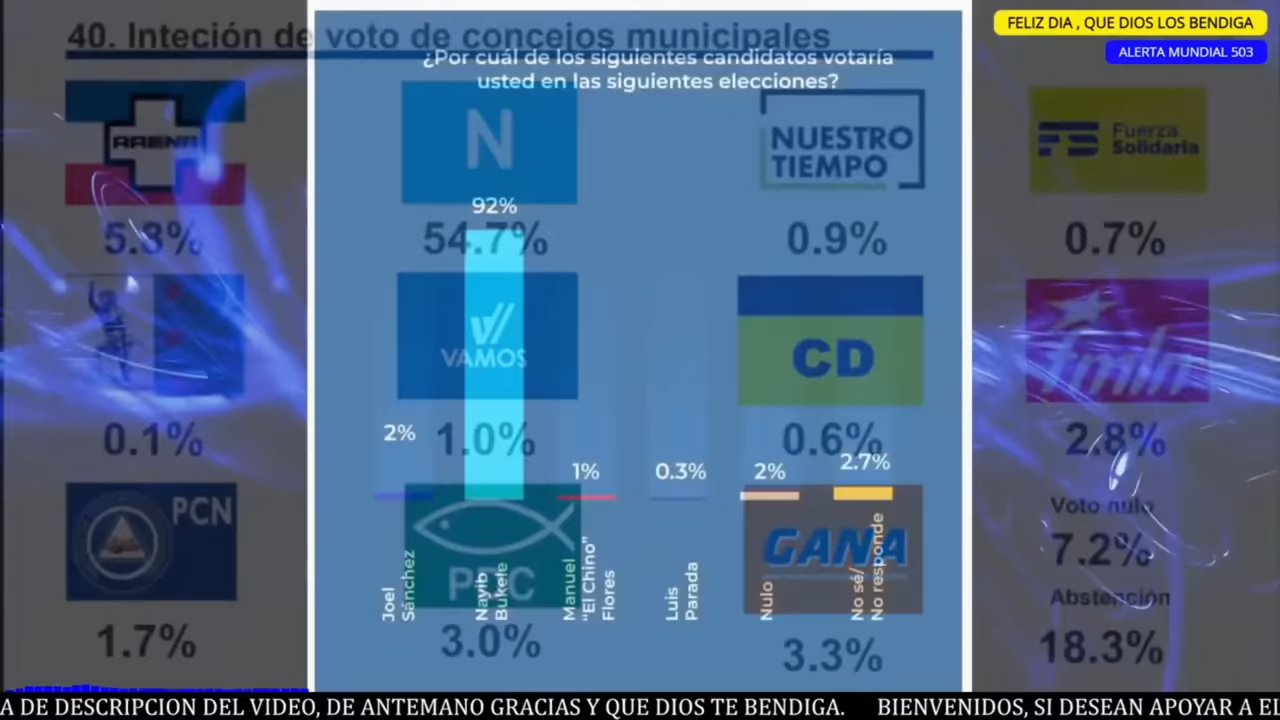 FELIZ DIA , QUE DIOS LOS BENDIGA
ALERTA MUNDIAL 503
40. Inteción de voto de concejos municipales
¿Por cuál de los siguientes candidatos votaría
usted en las siguientes elecciones?
ARENA
N
NUESTRO
TIEMPO
Fuerza
Solidaria
92%
5.8%
54.7%
0.9%
0.7%
VAMOS
CD
fmln
2%
0.1%
1.0%
0.6%
2.8%
1%
0.3%
2%
2.7%
PCN
PDC
GANA
Voto nulo
7.2%
Abstención
18.3%
Joel
Sánchez
Nayib
Bukele
Manuel
"El Chino"
Flores
Luis
Parada
Nulo
No sé/
No responde
1.7%
3.0%
3.3%
A DE DESCRIPCION DEL VIDEO, DE ANTEMANO GRACIAS Y QUE DIOS TE BENDIGA. BIENVENIDOS, SI DESEAN APOYAR A EL